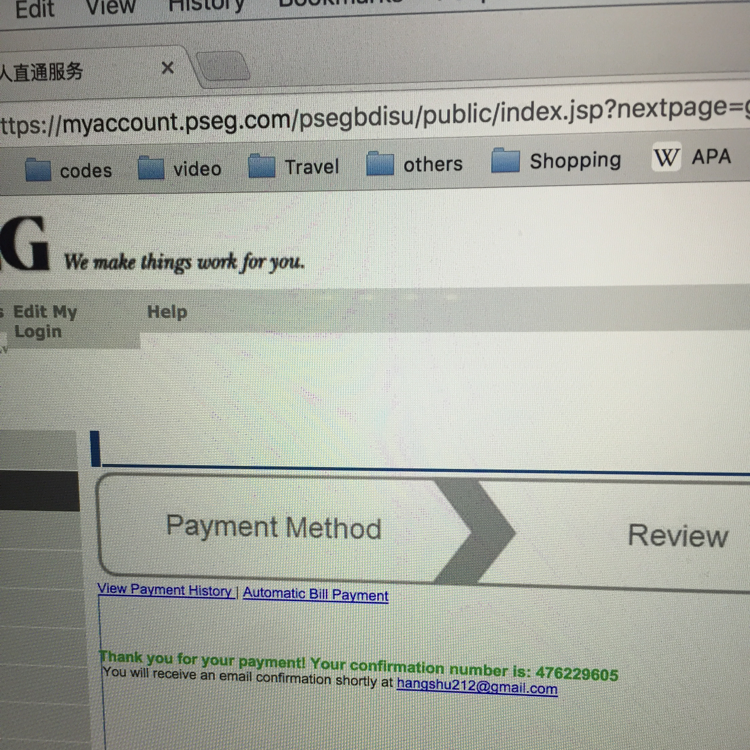 Edit View History
人直通服务
ttps://myaccount.pseg.com/psegbdisu/public/index.jsp?nextpage=g
codes video Travel others Shopping W APA
G We make things work for you.
s Edit My Login Help
Payment Method Review
View Payment History | Automatic Bill Payment
Thank you for your payment! Your confirmation number is: 476229605
You will receive an email confirmation shortly at hangshu212@gmail.com